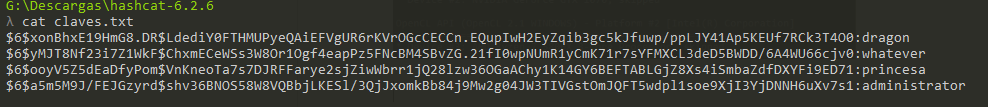 G:\Descargas\hashcat-6.2.6
λ cat claves.txt
$6$xonBhxE19HmG8.DR$LdediY0FTHMUPyeQAiEFVgUR6rKVrOGcCECCn.EQupIwH2EyZqib3gc5kJfuwp/ppLJY41Ap5KEUf7RCk3T4O0:dragon
$6$yMJT8Nf23i7Z1WkF$ChxmECeWSs3W8Or1Ogf4eapPz5FNcBM4SBvZG.21fI0wpNUmR1yCmK71r7sYFMXCL3deD5BWDD/6A4WU66cjv0:whatever
$6$ooyV5Z5dEaDfyPom$VnKneoTa7s7DJRFFarye2sjZiwWbrr1jQ28lzw36OGaAChy1K14GY6BEFTABLGjZ8Xs4iSmbaZdfDXYFi9ED71:princesa
$6$a5m5M9J/FEJGzyrd$shv36BNOS58W8VQBbjLKESl/3QjJxomkBb84j9Mw2g04JW3TIVGstOmJQFT5wdpl1soe9XjI3YjDNNH6uXv7s1:administrator